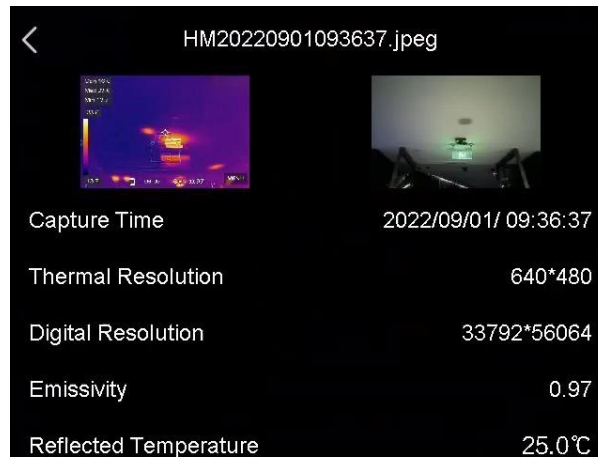 HM20220901093637.jpeg
Capture Time 2022/09/01/ 09:36:37
Thermal Resolution 640*480
Digital Resolution 33792*56064
Emissivity 0.97
Reflected Temperature 25.0℃